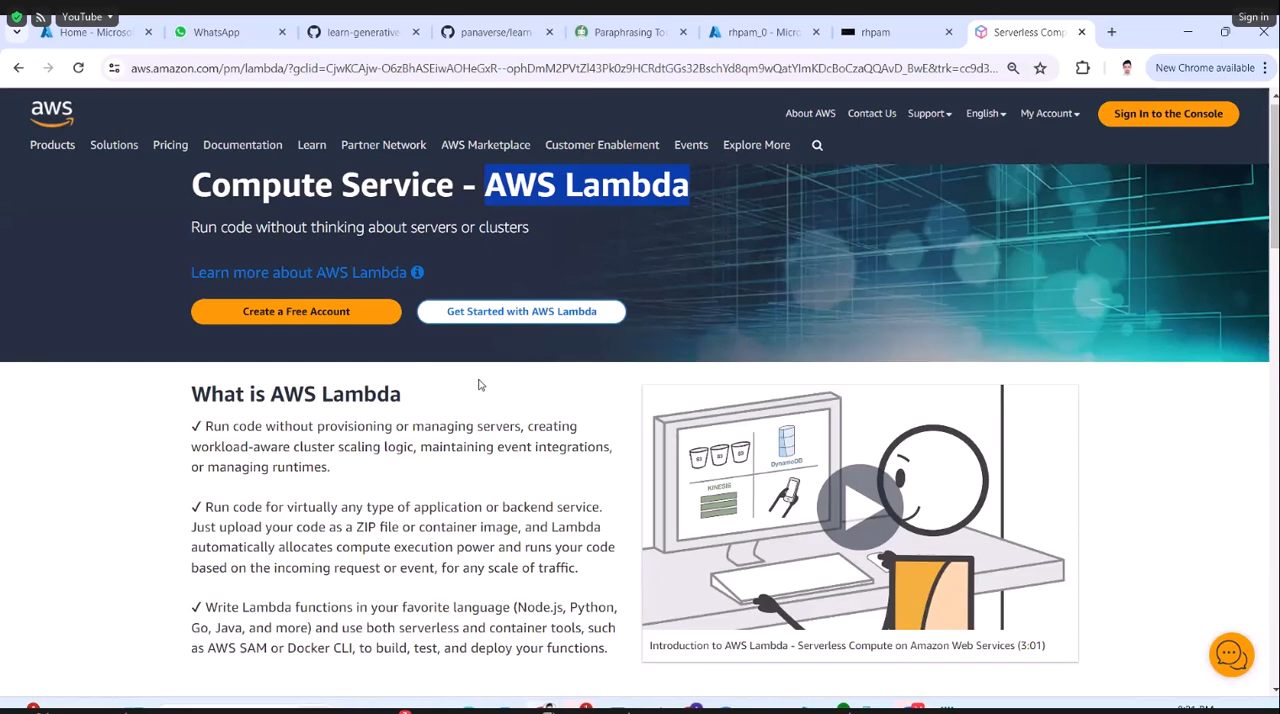 YouTube
Sign in
Home - Microso
WhatsApp
learn-generative
panaverse/learn
Paraphrasing To
rhpam_0 - Micro
rhpam
Serverless Comp
aws.amazon.com/pm/lambda/?gclid=CjwKCAjw-O6zBhASEiwAOHeGxR--ophDmM2PVtZl43Pk0z9HCRdtGGs32BschYd8qm9wQatYImKDcBoCzaQQAvD_BwE&trk=cc9d3...
New Chrome available
aws
About AWS
Contact Us
Support
English
My Account
Sign In to the Console
Products
Solutions
Pricing
Documentation
Learn
Partner Network
AWS Marketplace
Customer Enablement
Events
Explore More
Compute Service - AWS Lambda
Run code without thinking about servers or clusters
Learn more about AWS Lambda
Create a Free Account
Get Started with AWS Lambda
What is AWS Lambda
✓ Run code without provisioning or managing servers, creating
workload-aware cluster scaling logic, maintaining event integrations,
or managing runtimes.
✓ Run code for virtually any type of application or backend service.
Just upload your code as a ZIP file or container image, and Lambda
automatically allocates compute execution power and runs your code
based on the incoming request or event, for any scale of traffic.
✓ Write Lambda functions in your favorite language (Node.js, Python,
Go, Java, and more) and use both serverless and container tools, such
as AWS SAM or Docker CLI, to build, test, and deploy your functions.
S3 S3 S3
DYNAMODB
KINESIS
Introduction to AWS Lambda - Serverless Compute on Amazon Web Services (3:01)